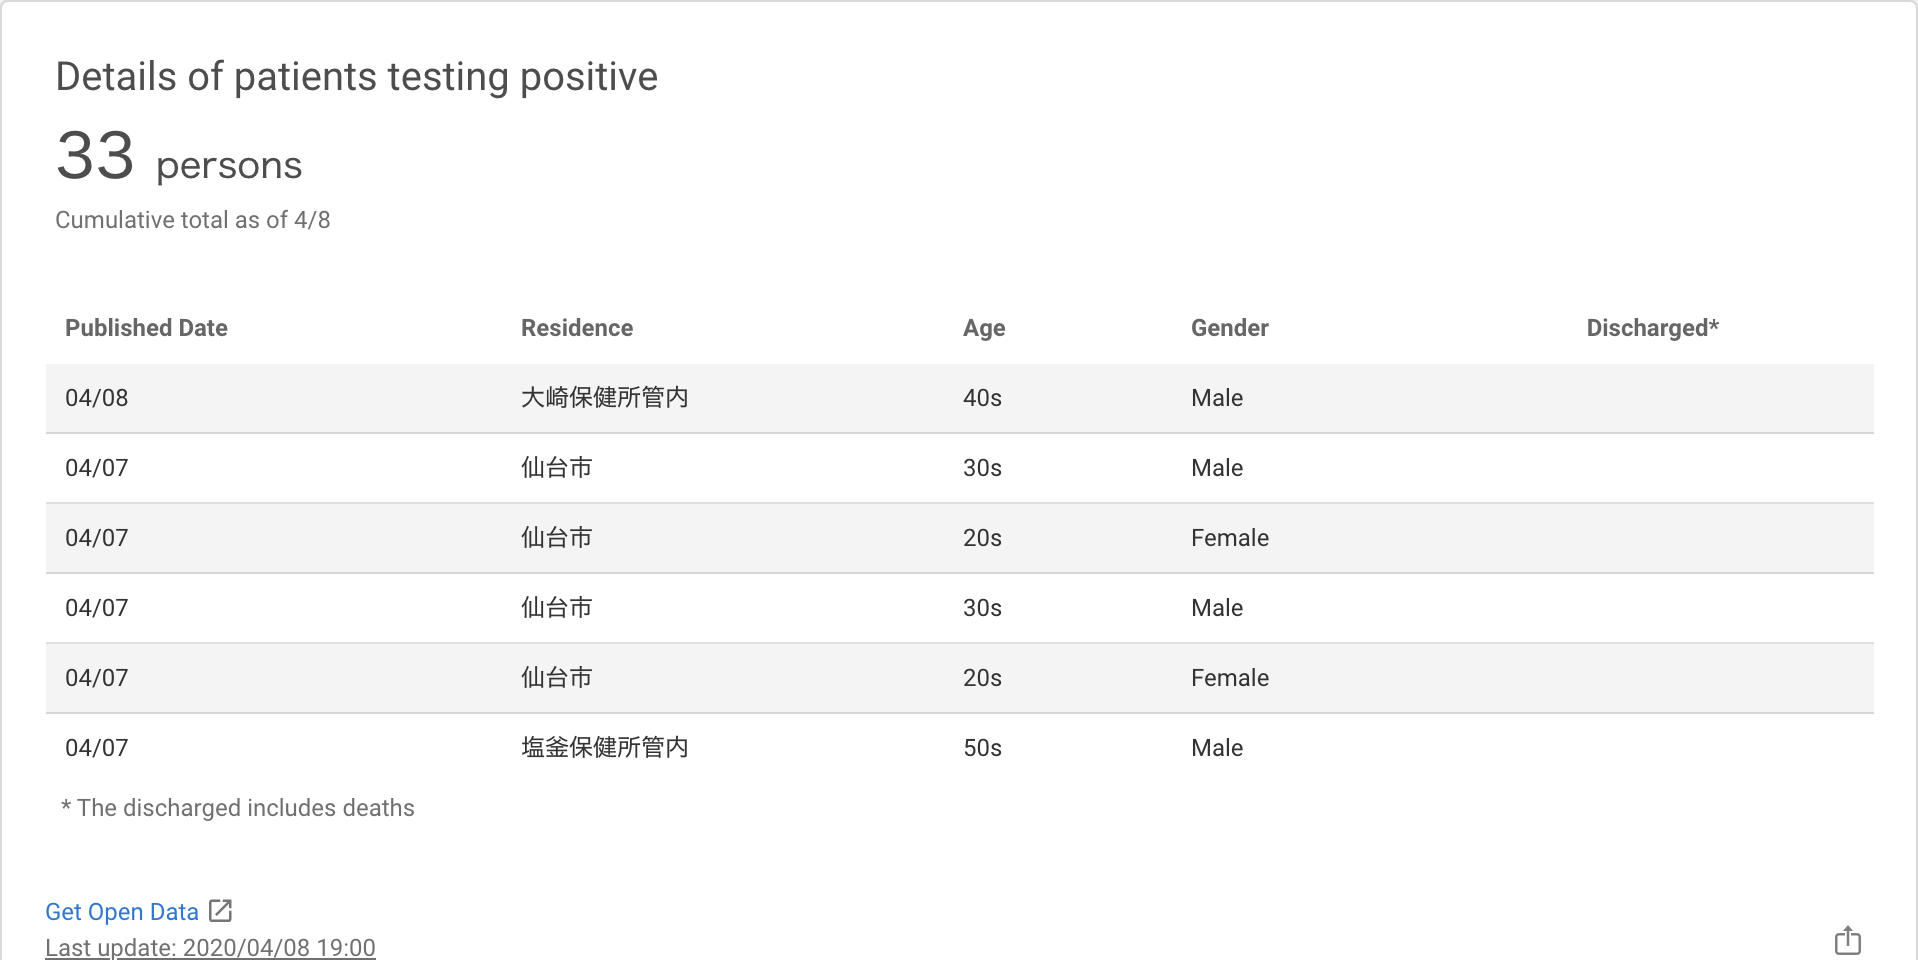 Details of patients testing positive
33 persons
Cumulative total as of 4/8
Published Date Residence Age Gender Discharged*
04/08 大崎保健所管内 40s Male
04/07 仙台市 30s Male
04/07 仙台市 20s Female
04/07 仙台市 30s Male
04/07 仙台市 20s Female
04/07 塩釜保健所管内 50s Male
* The discharged includes deaths
Get Open Data
Last update: 2020/04/08 19:00